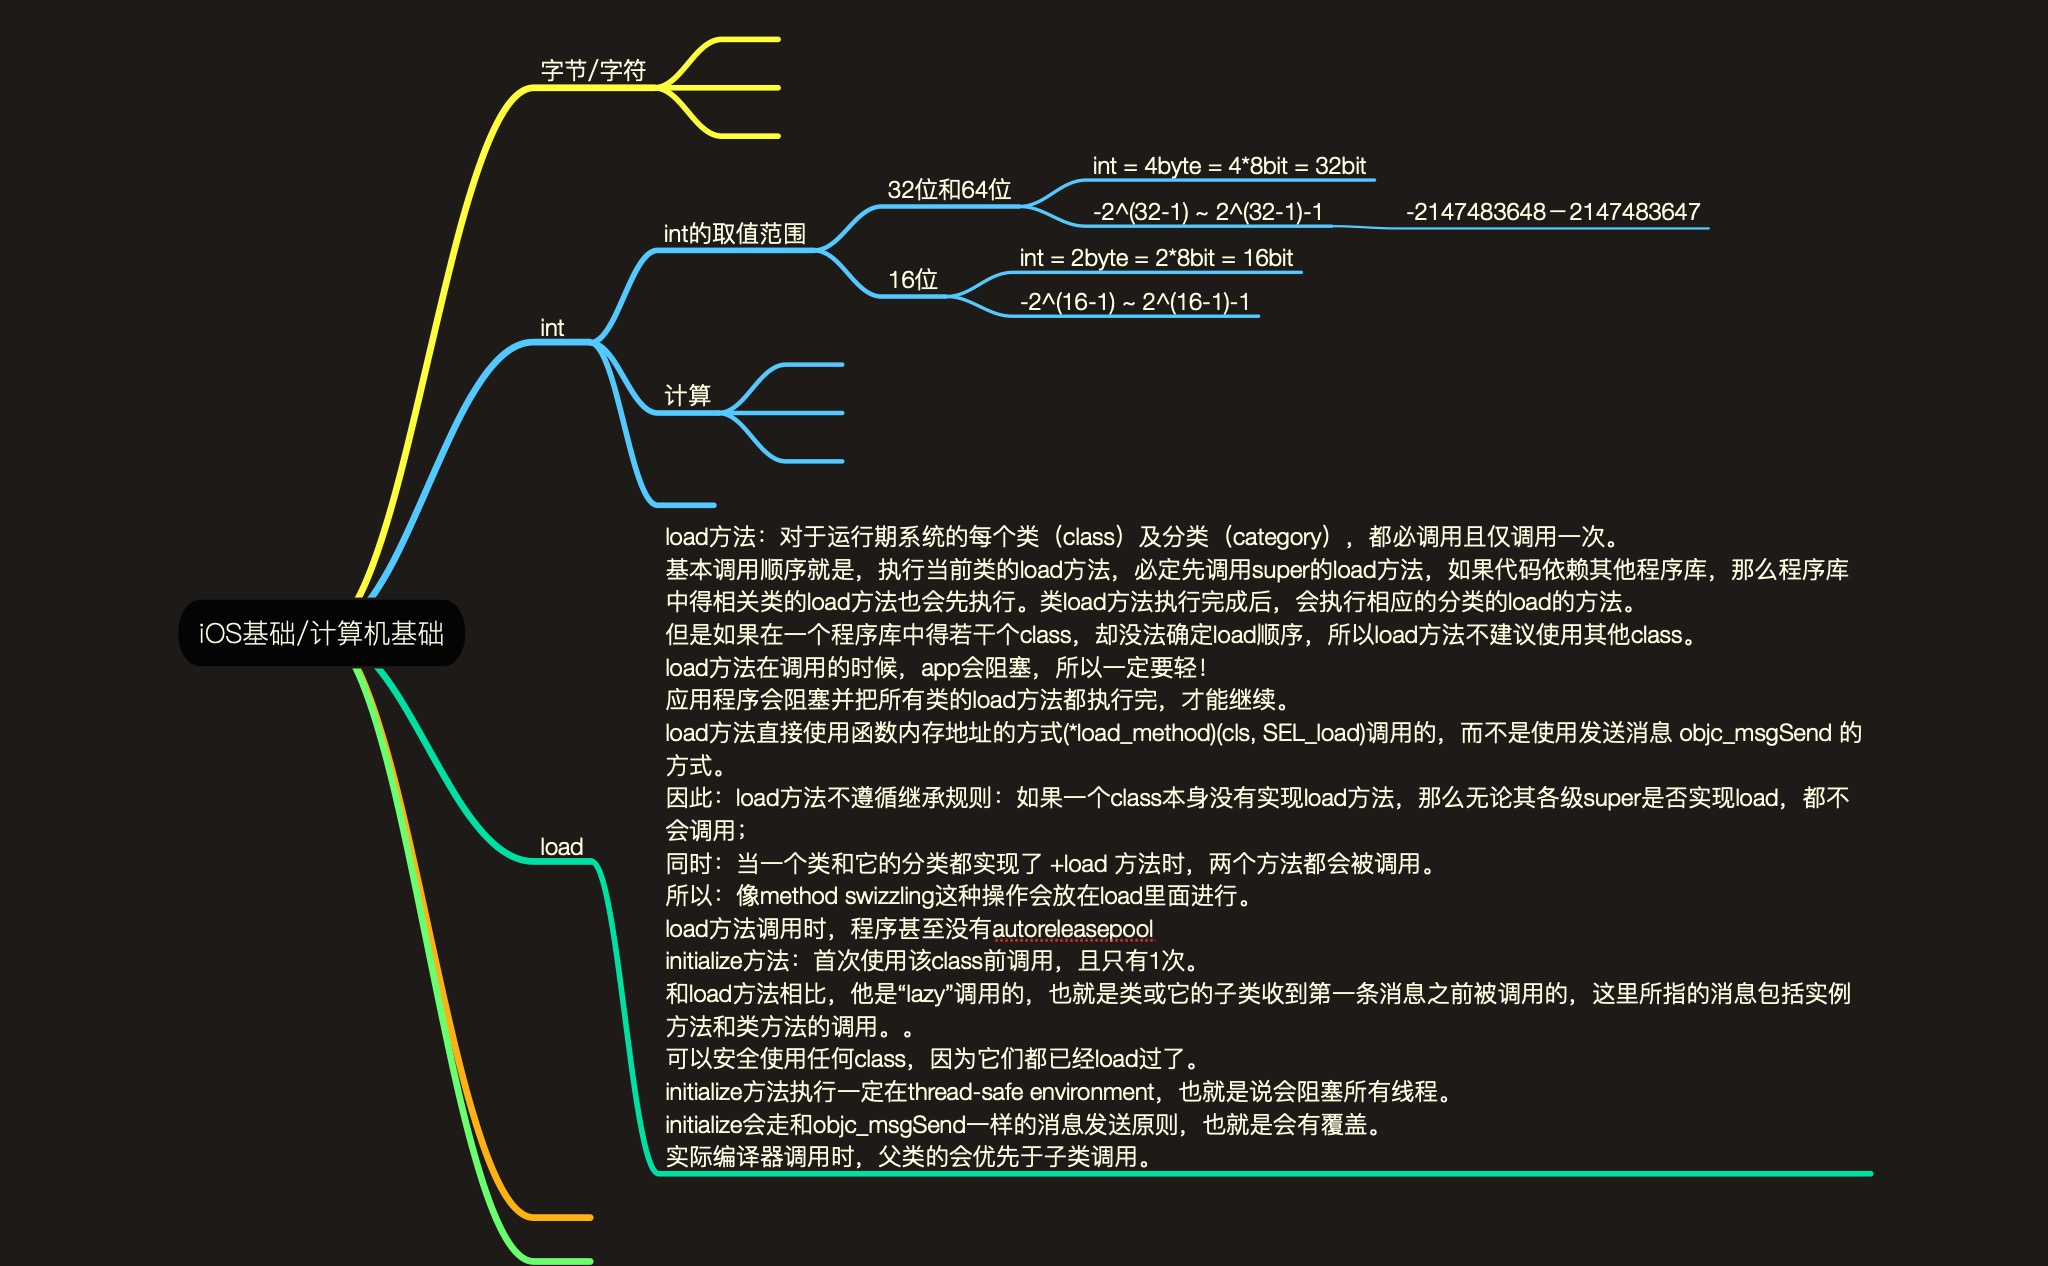 字节/字符
int = 4byte = 4*8bit = 32bit
32位和64位
-2^(32-1) ~ 2^(32-1)-1
-2147483648－2147483647
int的取值范围
int = 2byte = 2*8bit = 16bit
16位
-2^(16-1) ~ 2^(16-1)-1
int
计算
iOS基础/计算机基础
load
load方法：对于运行期系统的每个类（class）及分类（category），都必调用且仅调用一次。
基本调用顺序就是，执行当前类的load方法，必定先调用super的load方法，如果代码依赖其他程序库，那么程序库
中得相关类的load方法也会先执行。类load方法执行完成后，会执行相应的分类的load的方法。
但是如果在一个程序库中得若干个class，却没法确定load顺序，所以load方法不建议使用其他class。
load方法在调用的时候，app会阻塞，所以一定要轻！
应用程序会阻塞并把所有类的load方法都执行完，才能继续。
load方法直接使用函数内存地址的方式(*load_method)(cls, SEL_load)调用的，而不是使用发送消息 objc_msgSend 的
方式。
因此：load方法不遵循继承规则：如果一个class本身没有实现load方法，那么无论其各级super是否实现load，都不
会调用；
同时：当一个类和它的分类都实现了 +load 方法时，两个方法都会被调用。
所以：像method swizzling这种操作会放在load里面进行。
load方法调用时，程序甚至没有autoreleasepool
initialize方法：首次使用该class前调用，且只有1次。
和load方法相比，他是“lazy”调用的，也就是类或它的子类收到第一条消息之前被调用的，这里所指的消息包括实例
方法和类方法的调用。。
可以安全使用任何class，因为它们都已经load过了。
initialize方法执行一定在thread-safe environment，也就是说会阻塞所有线程。
initialize会走和objc_msgSend一样的消息发送原则，也就是会有覆盖。
实际编译器调用时，父类的会优先于子类调用。